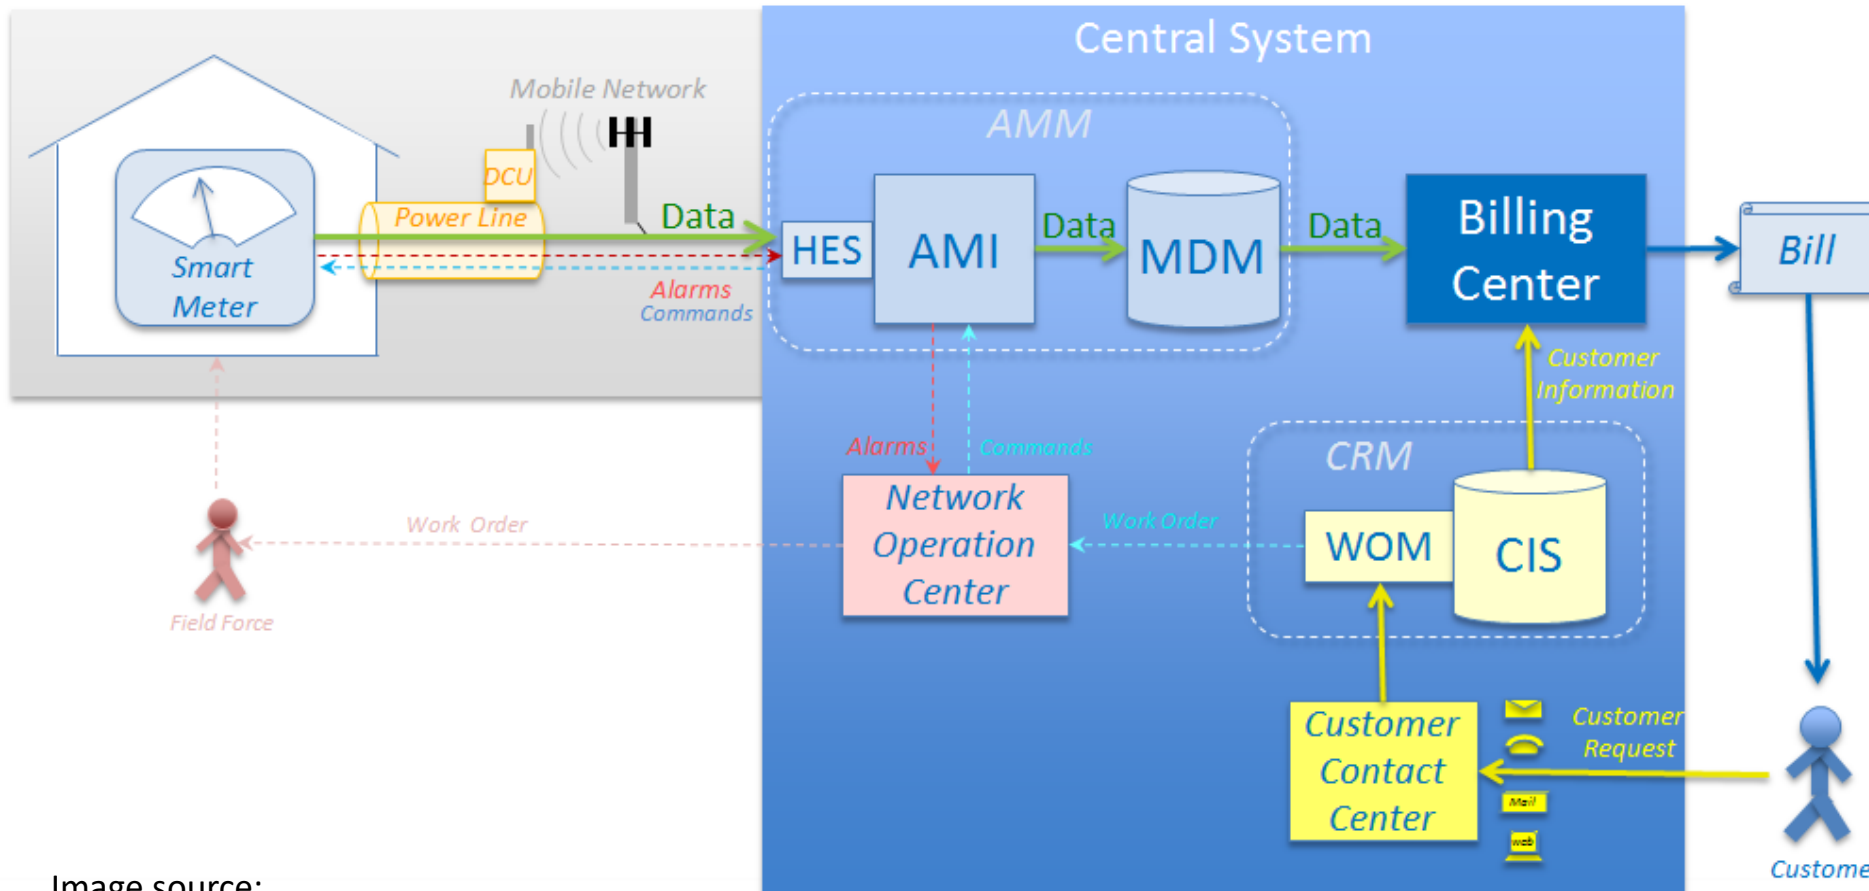 Central System
Mobile Network
AMM
DCU
Power Line
Data
Smart
Meter
HES
AMI
Data
MDM
Data
Billing
Center
Bill
Alarms
Commands
Customer
Information
Alarms
Commands
CRM
Network
Operation
Center
Work Order
Work Order
WOM
CIS
Field Force
Customer
Contact
Center
Customer
Request
Mail
web
Custome
Image source: